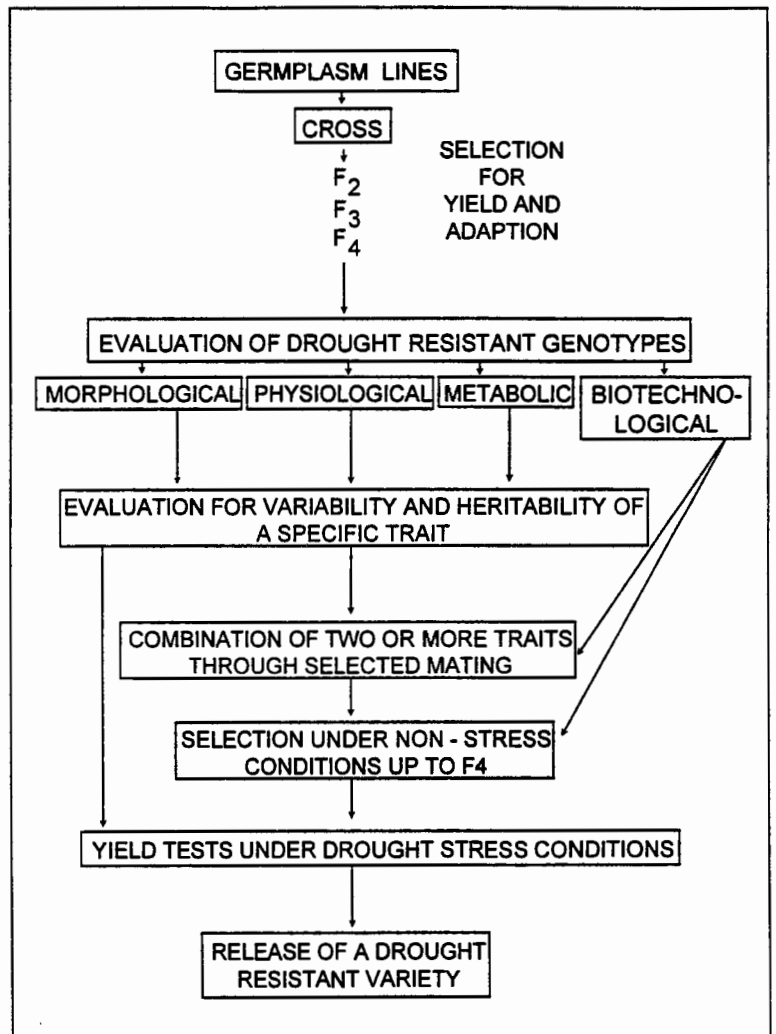 GERMPLASM LINES
CROSS
F2
F3
F4
SELECTION
FOR
YIELD AND
ADAPTION
EVALUATION OF DROUGHT RESISTANT GENOTYPES
MORPHOLOGICAL
PHYSIOLOGICAL
METABOLIC
BIOTECHNO-
LOGICAL
EVALUATION FOR VARIABILITY AND HERITABILITY OF
A SPECIFIC TRAIT
COMBINATION OF TWO OR MORE TRAITS
THROUGH SELECTED MATING
SELECTION UNDER NON - STRESS
CONDITIONS UP TO F4
YIELD TESTS UNDER DROUGHT STRESS CONDITIONS
RELEASE OF A DROUGHT
RESISTANT VARIETY